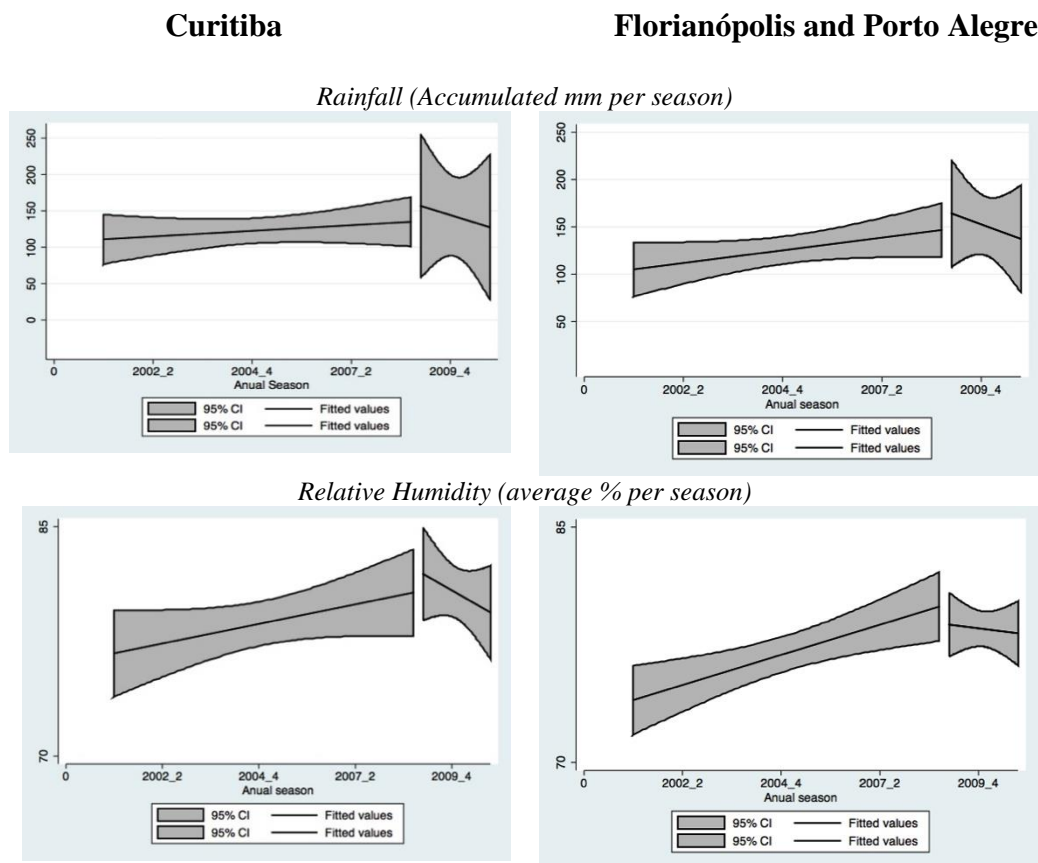 Curitiba Florianópolis and Porto Alegre
Rainfall (Accumulated mm per season)
250
200
150
100
50
0
0 2002_2 2004_4 2007_2 2009_4
Anual Season
95% CI Fitted values
95% CI Fitted values
250
200
150
100
50
0 2002_2 2004_4 2007_2 2009_4
Anual season
95% CI Fitted values
95% CI Fitted values
Relative Humidity (average % per season)
85
70
0 2002_2 2004_4 2007_2 2009_4
Anual season
95% CI Fitted values
95% CI Fitted values
85
70
0 2002_2 2004_4 2007_2 2009_4
Anual season
95% CI Fitted values
95% CI Fitted values